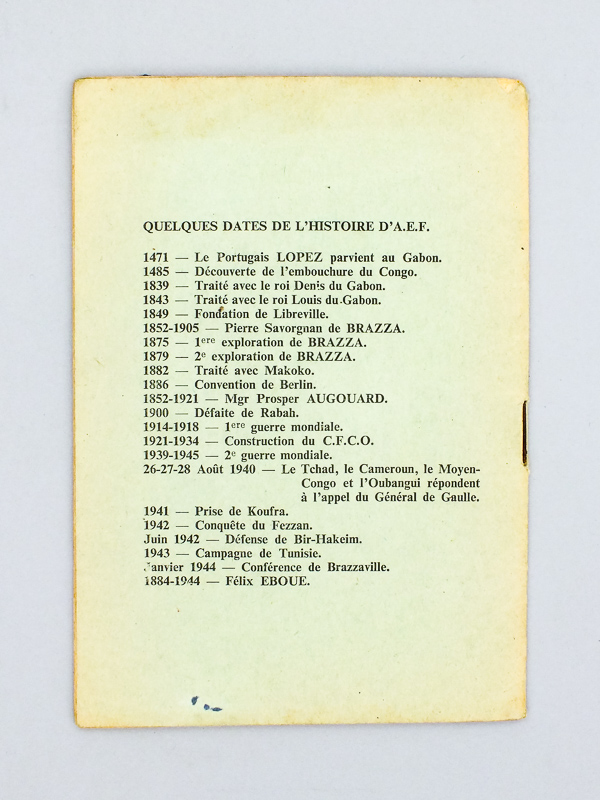 QUELQUES DATES DE L'HISTOIRE D'A.E.F.
1471 — Le Portugais LOPEZ parvient au Gabon.
1485 — Découverte de l'embouchure du Congo.
1839 — Traité avec le roi Denis du Gabon.
1843 — Traité avec le roi Louis du Gabon.
1849 — Fondation de Libreville.
1852-1905 — Pierre Savorgnan de BRAZZA.
1875 — 1ere exploration de BRAZZA.
1879 — 2e exploration de BRAZZA.
1882 — Traité avec Makoko.
1886 — Convention de Berlin.
1852-1921 — Mgr Prosper AUGOUARD.
1900 — Défaite de Rabah.
1914-1918 — 1ere guerre mondiale.
1921-1934 — Construction du C.F.C.O.
1939-1945 — 2e guerre mondiale.
26-27-28 Août 1940 — Le Tchad, le Cameroun, le Moyen-
Congo et l'Oubangui répondent
à l'appel du Général de Gaulle.
1941 — Prise de Koufra.
1942 — Conquête du Fezzan.
Juin 1942 — Défense de Bir-Hakeim.
1943 — Campagne de Tunisie.
Janvier 1944 — Conférence de Brazzaville.
1884-1944 — Félix EBOUE.